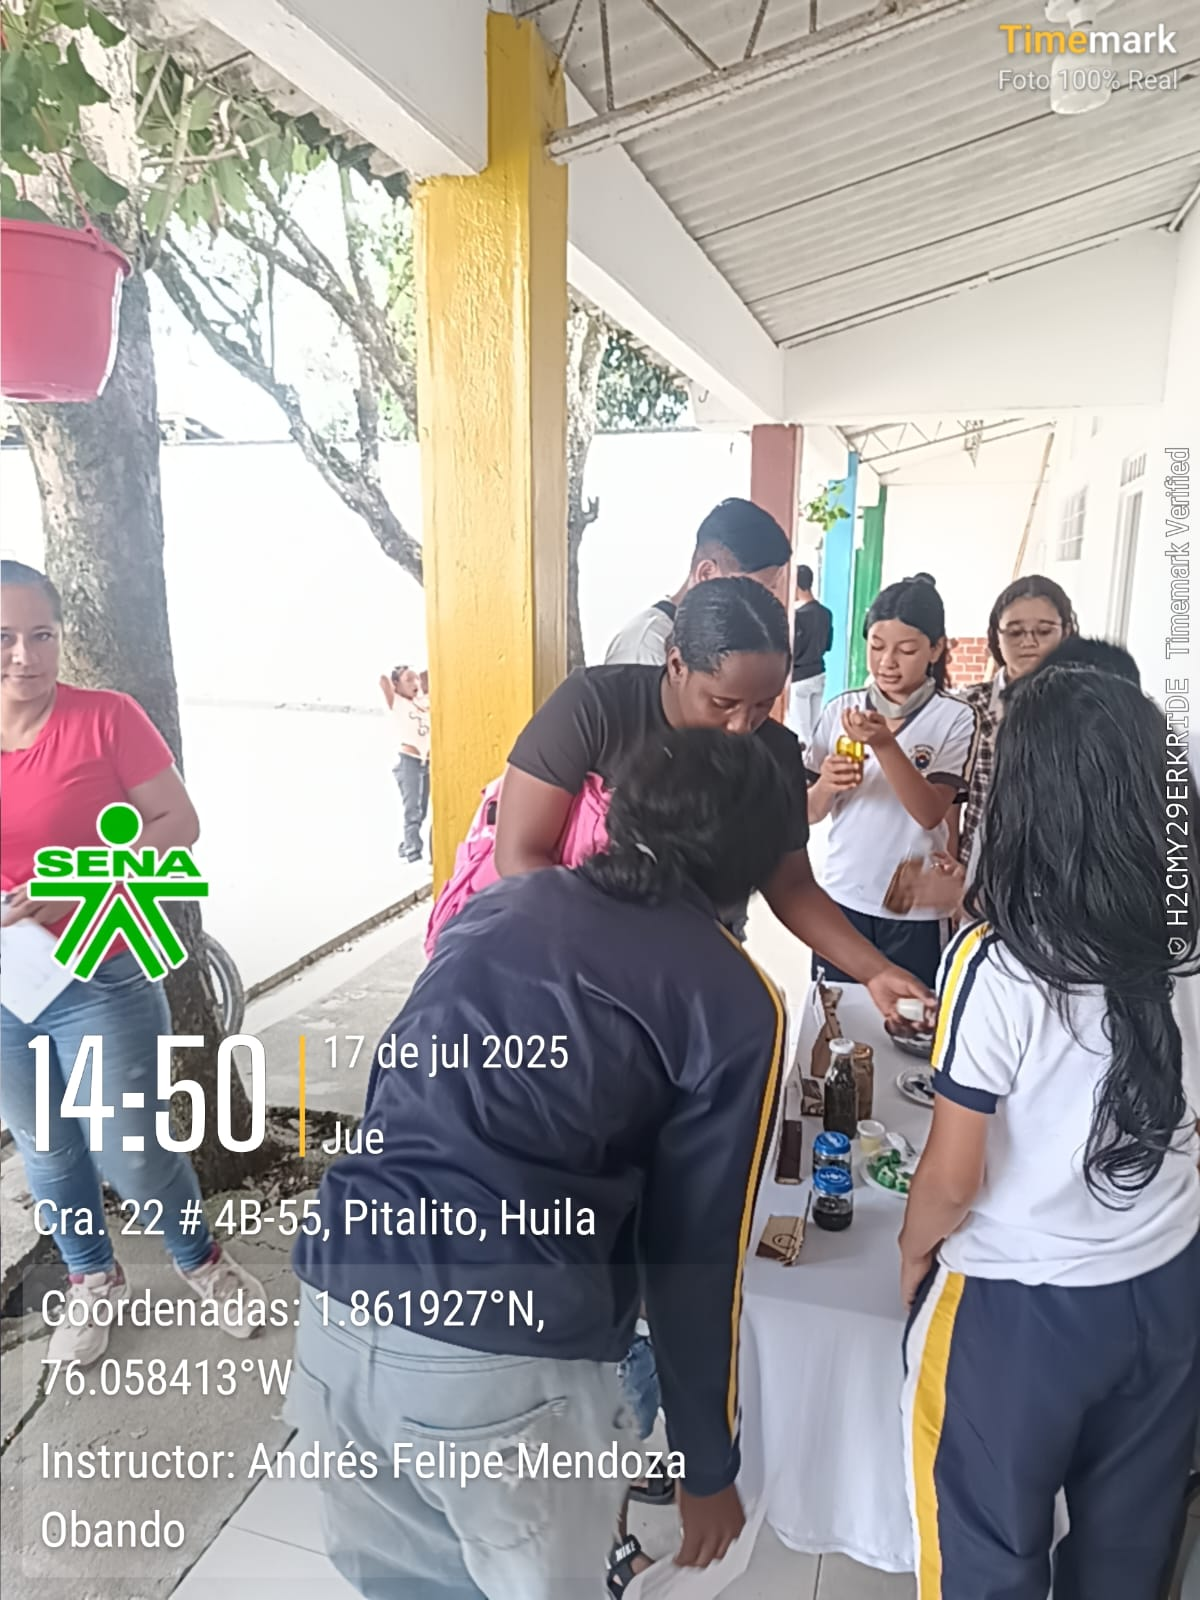 Timemark
Foto 100% Real
SENA
14:50
17 de jul 2025
Jue
Cra. 22 # 4B-55, Pitalito, Huila
Coordenadas: 1.861927°N,
76.058413°W
Instructor: Andrés Felipe Mendoza
Obando
H2CMY29ERKRIDE Timemark Verified
NIKE